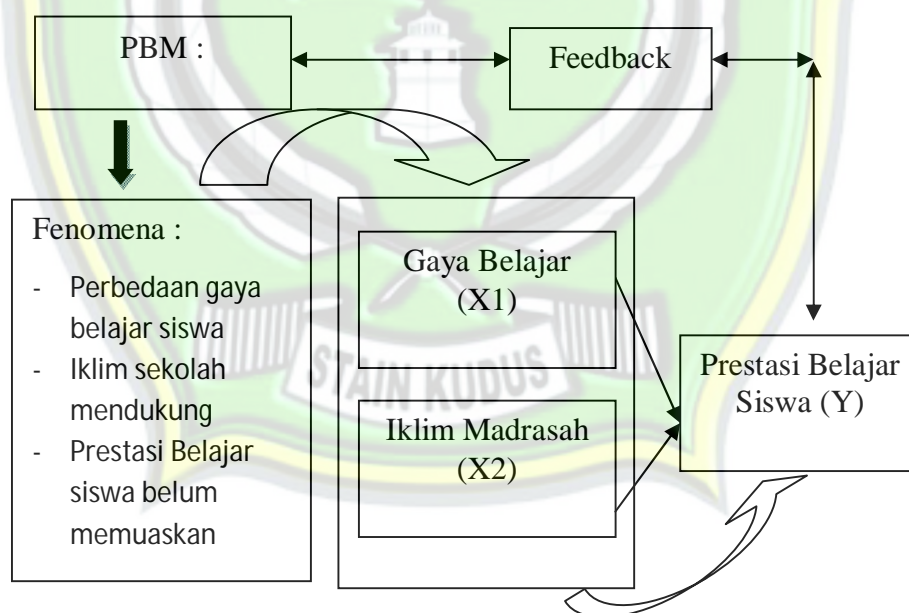 PBM :
Feedback
Fenomena :
- Perbedaan gaya
belajar siswa
- Iklim sekolah
mendukung
- Prestasi Belajar
siswa belum
memuaskan
Gaya Belajar
(X1)
Iklim Madrasah
(X2)
Prestasi Belajar
Siswa (Y)
STAIN KUDUS